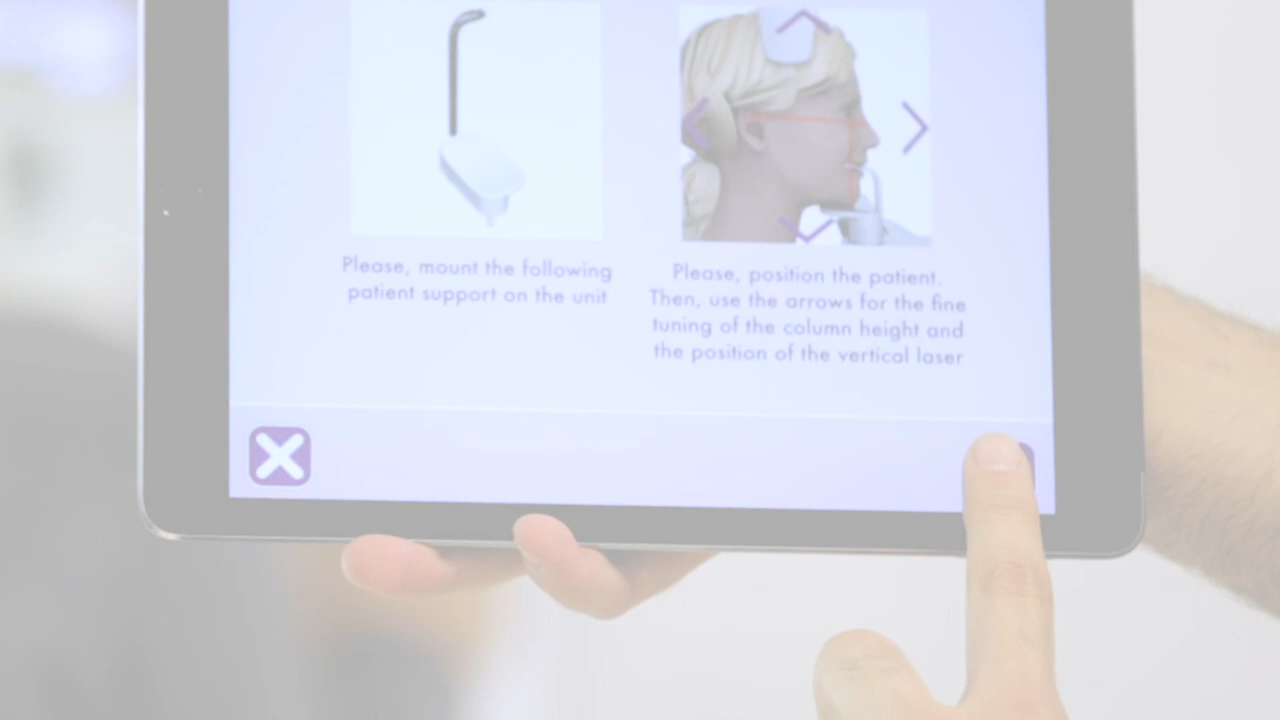 Please, mount the following
patient support on the unit
Please, position the patient.
Then, use the arrows for the fine
tuning of the column height and
the position of the vertical laser